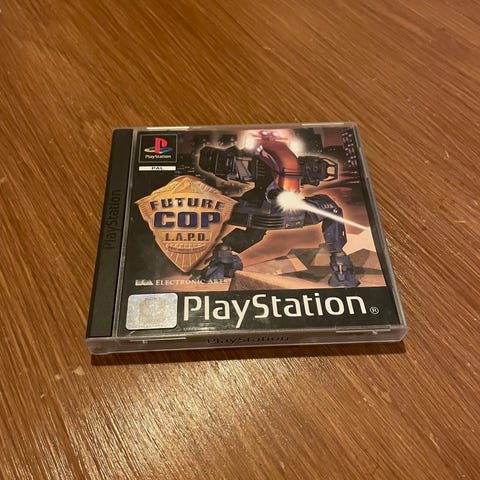 PlayStation
PAL
PlayStation
FUTURE
COP
L.A.P.D.
ELECTRONIC ARTS
PlayStation®
PlayStation